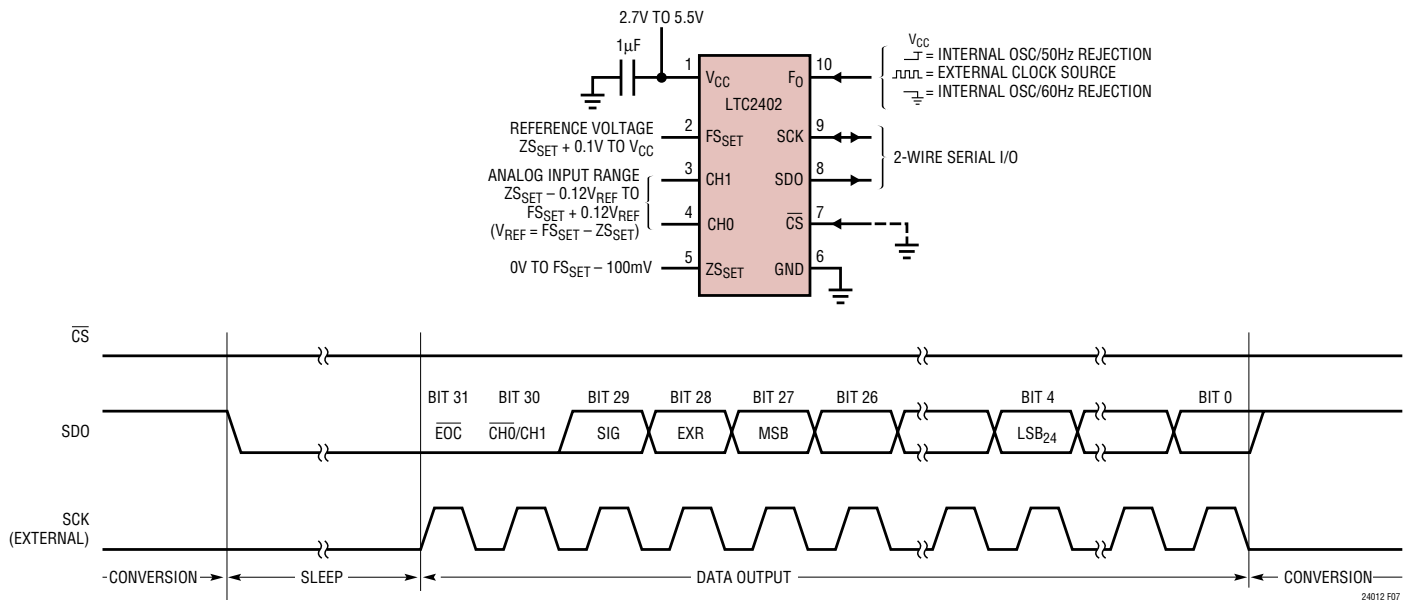 2.7V TO 5.5V
1µF
1
VCC
LTC2402
FO
10
VCC
= INTERNAL OSC/50Hz REJECTION
= EXTERNAL CLOCK SOURCE
= INTERNAL OSC/60Hz REJECTION
REFERENCE VOLTAGE
ZSSET + 0.1V TO VCC
2
FSSET
SCK
9
2-WIRE SERIAL I/O
ANALOG INPUT RANGE
ZSSET – 0.12VREF TO
FSSET + 0.12VREF
(VREF = FSSET – ZSSET)
3
CH1
SDO
8
4
CH0
CS
7
0V TO FSSET – 100mV
5
ZSSET
GND
6
CS
BIT 31
BIT 30
BIT 29
BIT 28
BIT 27
BIT 26
BIT 4
BIT 0
SDO
EOC
CH0/CH1
SIG
EXR
MSB
LSB24
SCK
(EXTERNAL)
CONVERSION
SLEEP
DATA OUTPUT
CONVERSION
24012 F07